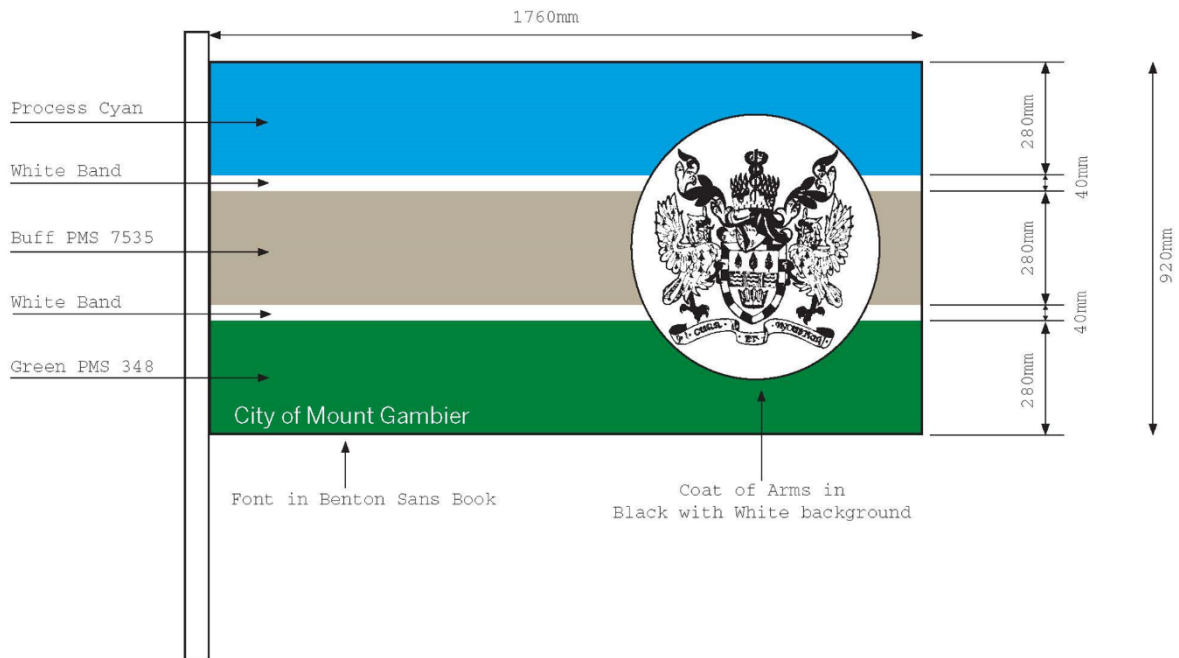 1760mm
Process Cyan
White Band
Buff PMS 7535
White Band
Green PMS 348
280mm
40mm
280mm
40mm
280mm
920mm
City of Mount Gambier
Font in Benton Sans Book
Coat of Arms in
Black with White background